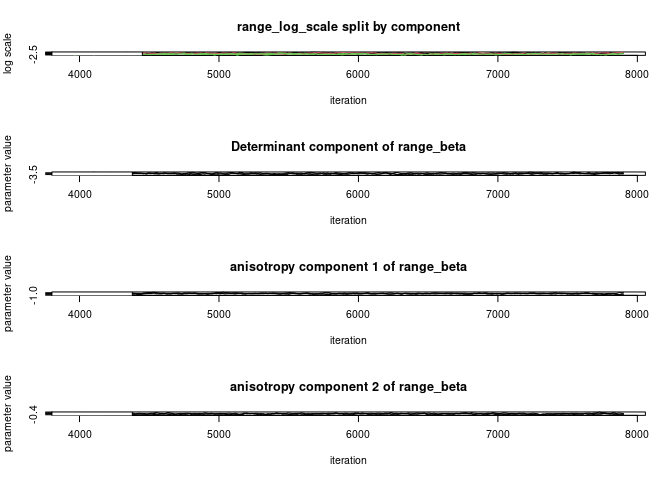 range_log_scale split by component
log scale
-2.5
4000 5000 6000 7000 8000
iteration
Determinant component of range_beta
parameter value
-3.5
4000 5000 6000 7000 8000
iteration
anisotropy component 1 of range_beta
parameter value
-1.0
4000 5000 6000 7000 8000
iteration
anisotropy component 2 of range_beta
parameter value
-0.4
4000 5000 6000 7000 8000
iteration